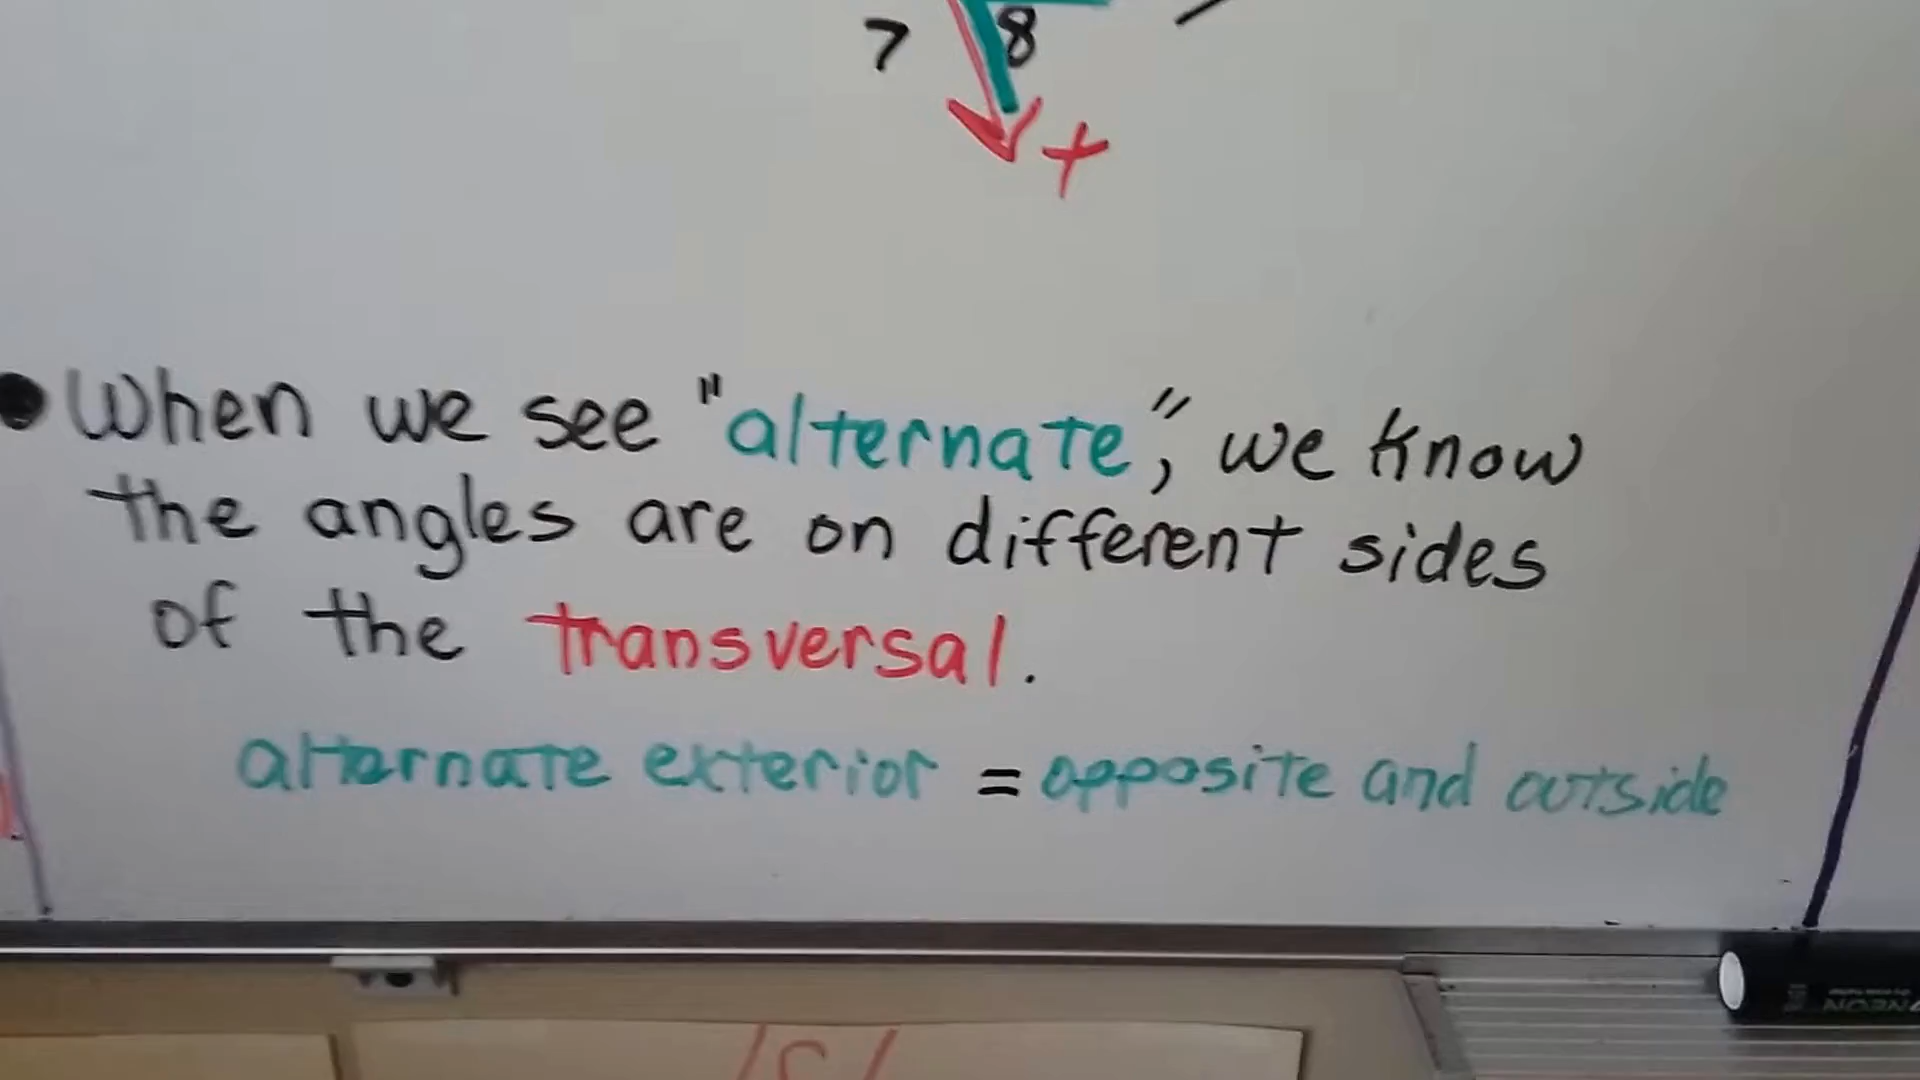 7 8
t
• When we see "alternate", we know
the angles are on different sides
of the transversal.
alternate exterior = opposite and outside
NEON